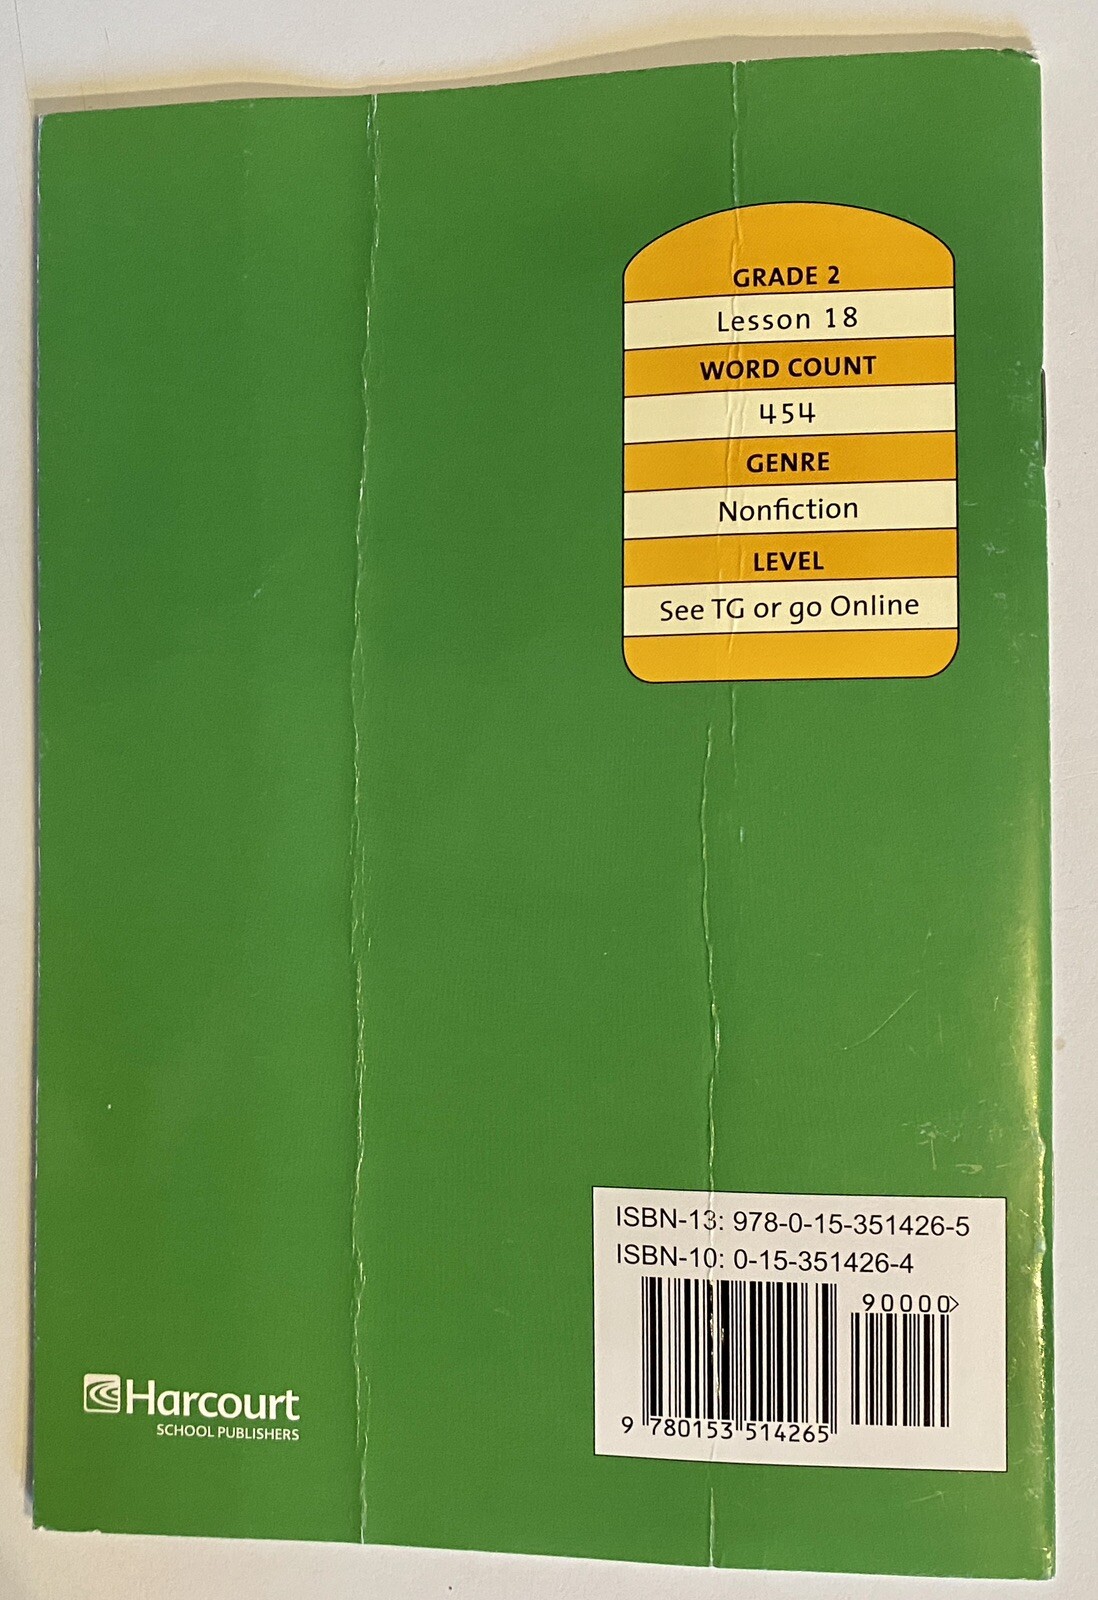 GRADE 2
Lesson 18
WORD COUNT
454
GENRE
Nonfiction
LEVEL
See TG or go Online
ISBN-13: 978-0-15-351426-5
ISBN-10: 0-15-351426-4
90000>
9 780153 514265
Harcourt
SCHOOL PUBLISHERS